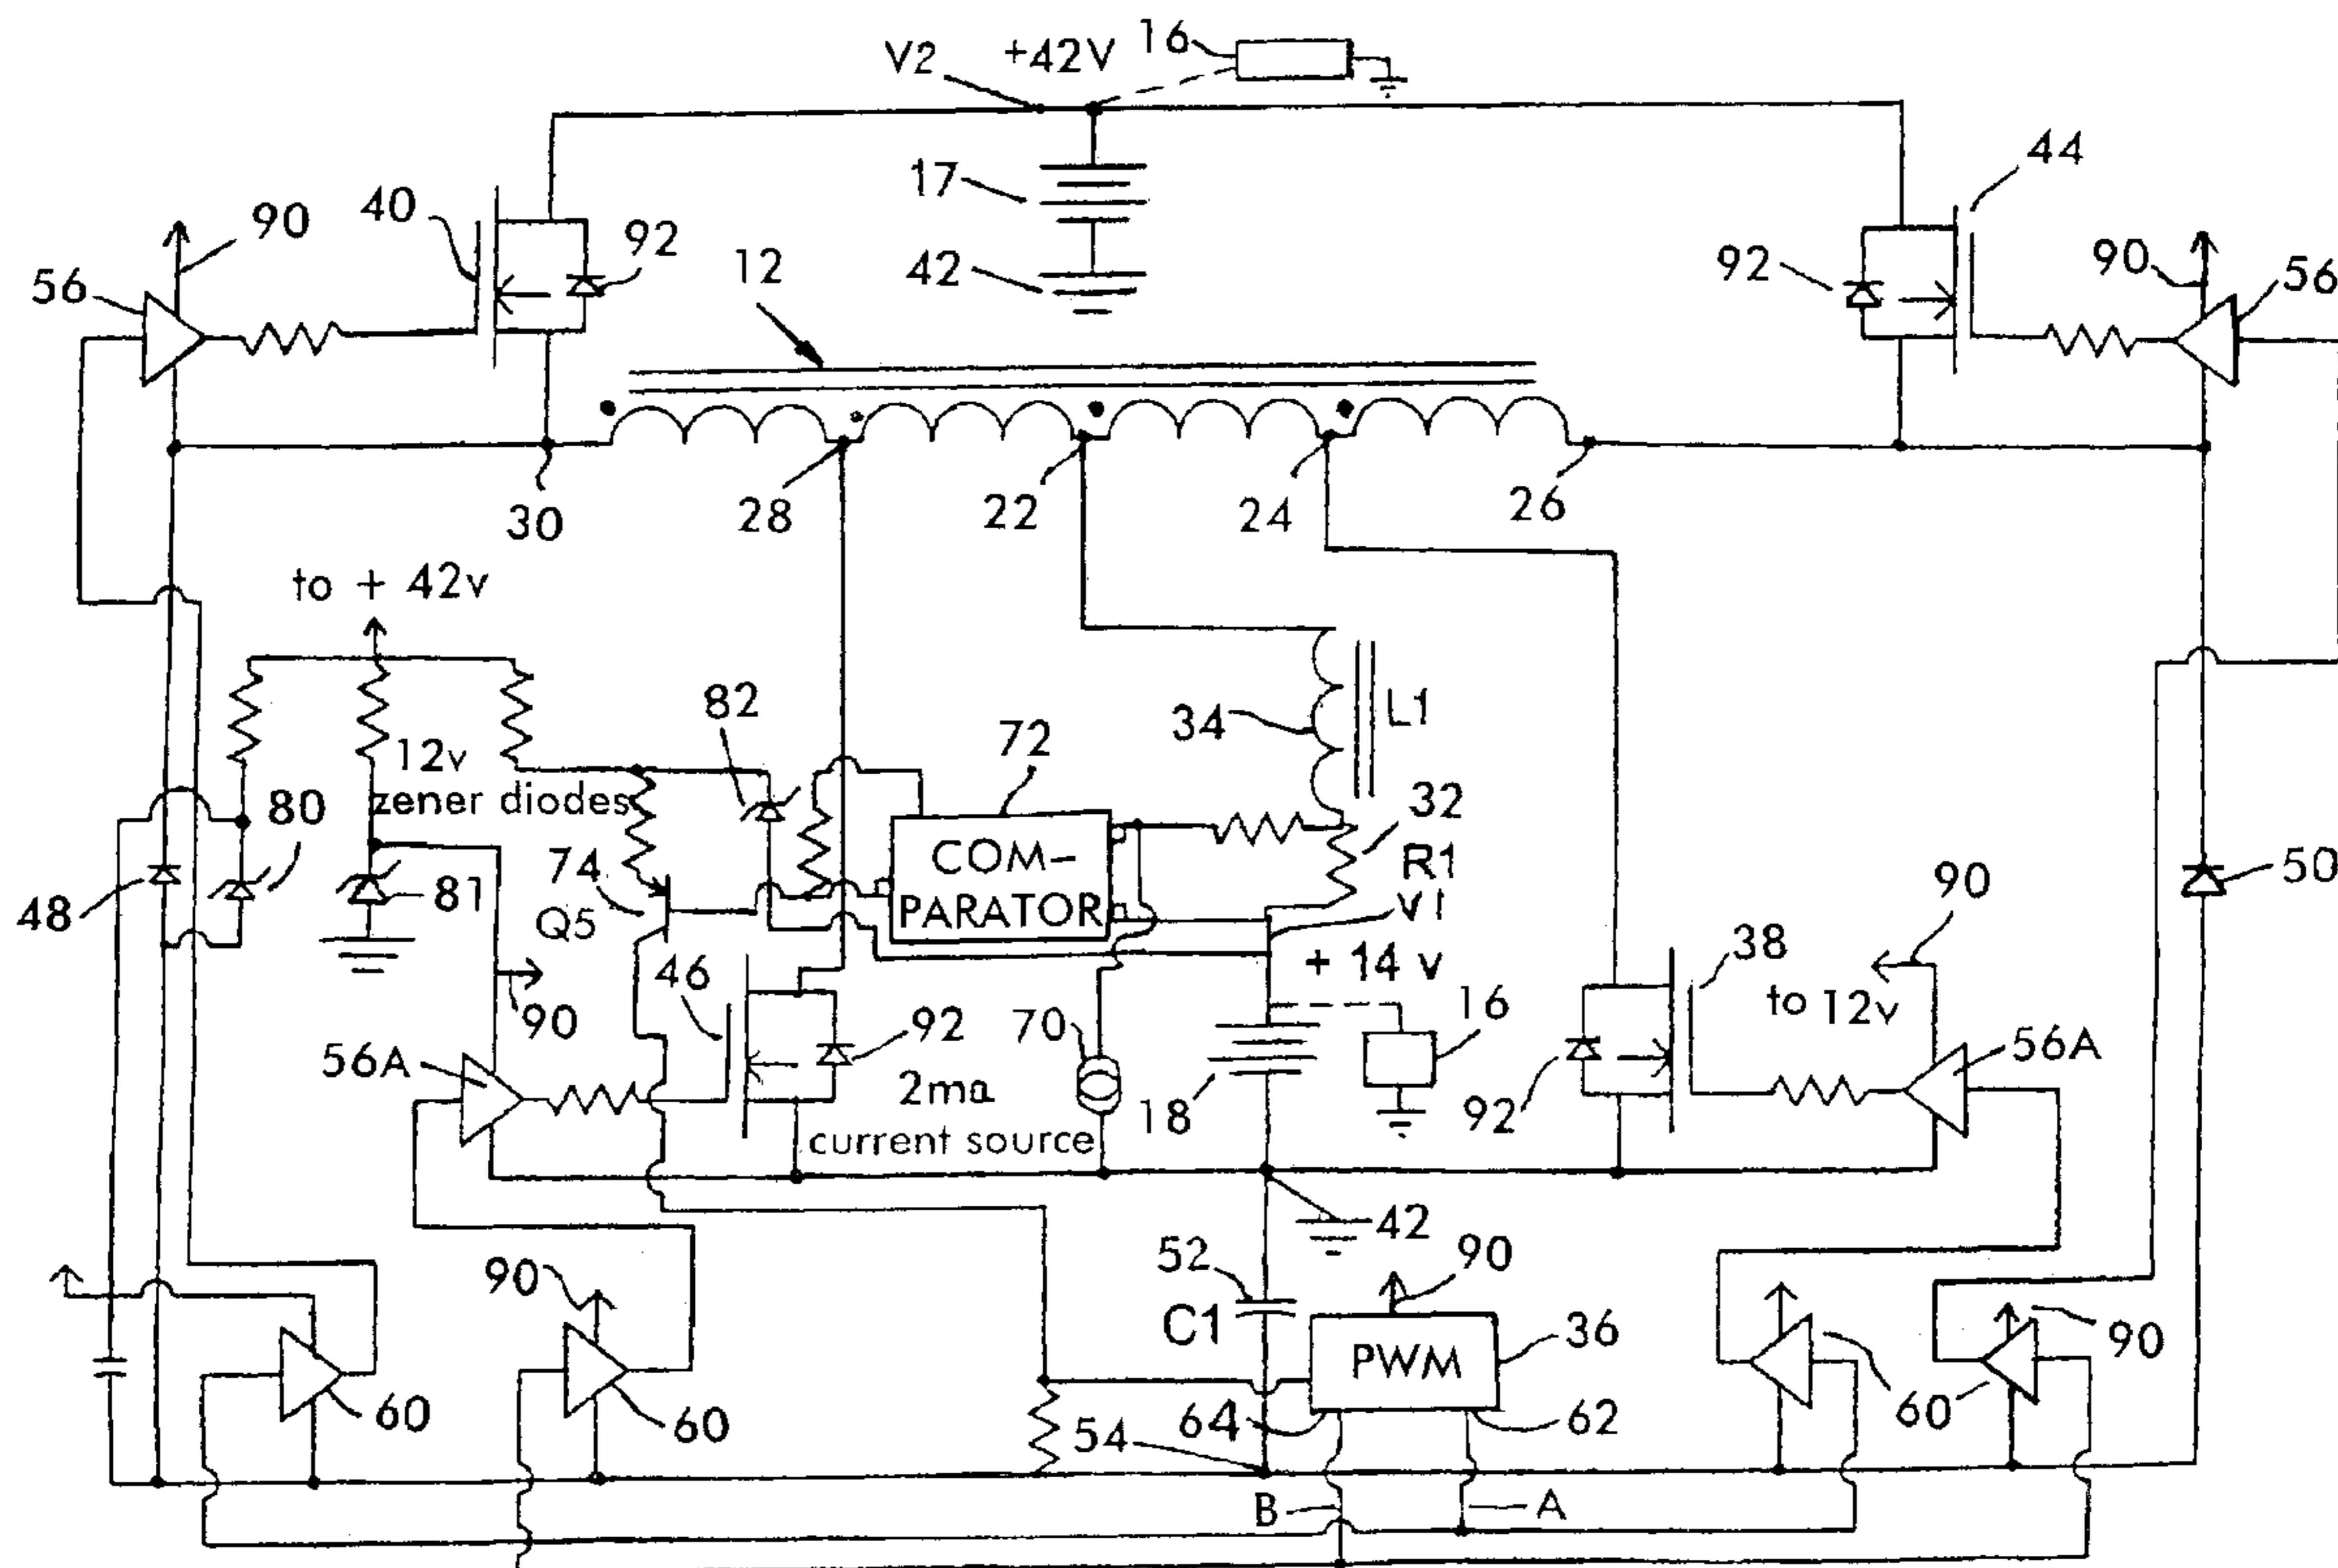 V2 +42V 16
44
17
40
90
92
92
90
56
12
42
56
30
28
22
24
26
to + 42v
82
34
L1
72
12v
zener diodes
32
80
74
COM-
PARATOR
R1
V1
50
48
81
Q5
90
46
+ 14 v
38
to 12v
90
92
70
16
56A
2ma
56A
18
92
current source
42
52
90
90
C1
PWM
36
90
60
60
64
62
60
54
B
A